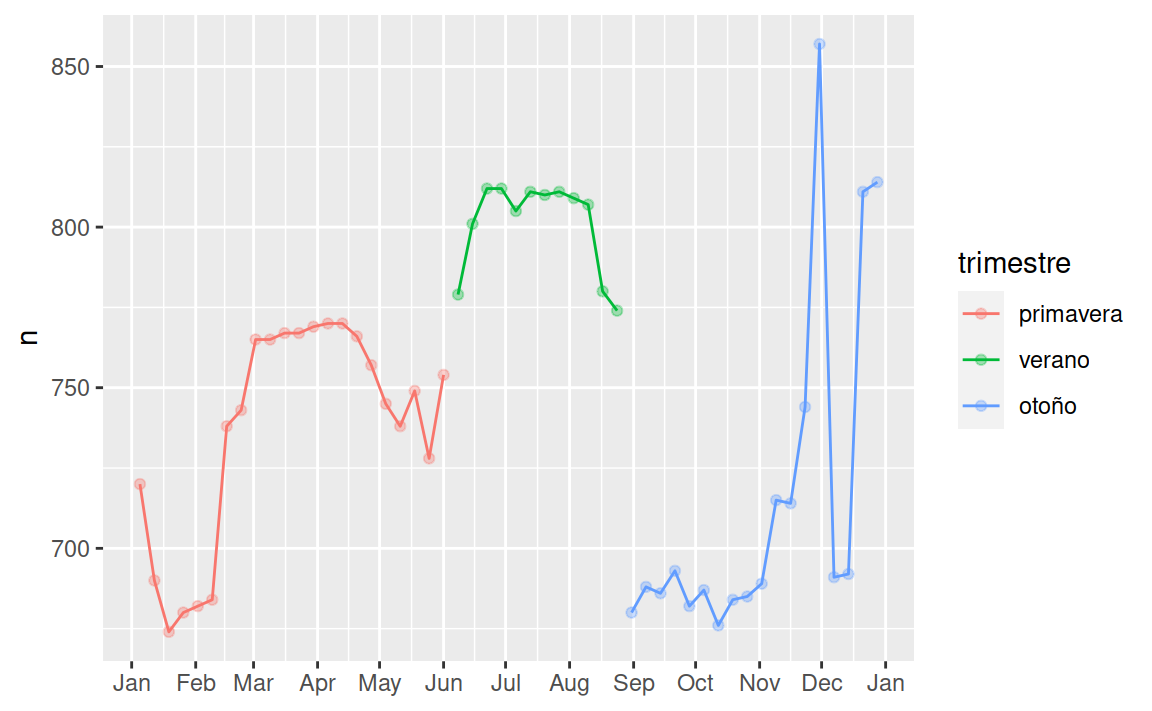 850
800
750
700
n
Jan Feb Mar Apr May Jun Jul Aug Sep Oct Nov Dec Jan
trimestre
primavera
verano
otoño